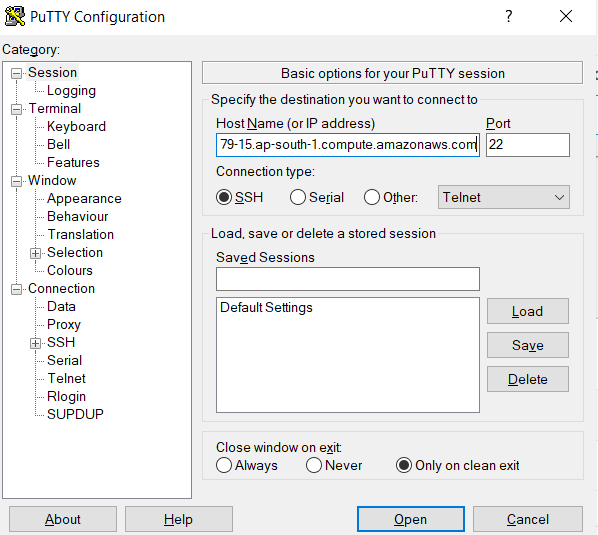 PuTTY Configuration
?
Category:
Session
Logging
Terminal
Keyboard
Bell
Features
Window
Appearance
Behaviour
Translation
Selection
Colours
Connection
Data
Proxy
SSH
Serial
Telnet
Rlogin
SUPDUP
Basic options for your PuTTY session
Specify the destination you want to connect to
Host Name (or IP address) Port
79-15.ap-south-1.compute.amazonaws.com 22
Connection type:
SSH Serial Other: Telnet
Load, save or delete a stored session
Saved Sessions
Default Settings
Load
Save
Delete
Close window on exit:
Always Never Only on clean exit
About Help Open Cancel